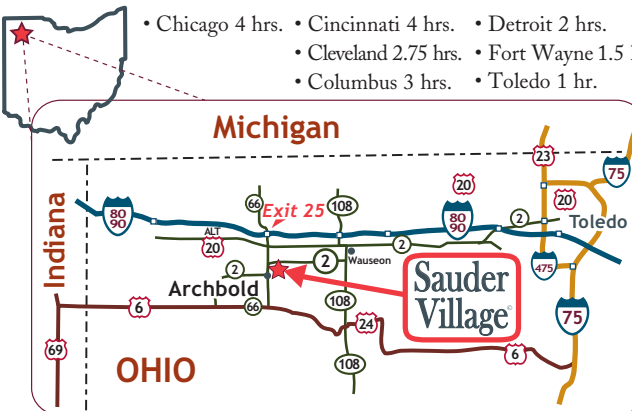 • Chicago 4 hrs. • Cincinnati 4 hrs. • Detroit 2 hrs.
• Cleveland 2.75 hrs. • Fort Wayne 1.5
• Columbus 3 hrs. • Toledo 1 hr.
Michigan
23
75
20
20
Indiana
80
90
66
Exit 25
108
80
90
2
Toledo
ALT
20
2
2
Wauseon
2
475
Archbold
Sauder
Village
6
66
108
24
75
69
OHIO
108
6